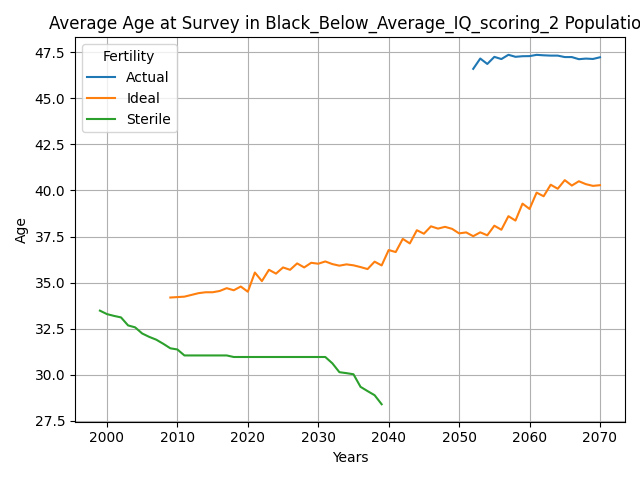 Average Age at Survey in Black_Below_Average_IQ_scoring_2 Populatio
Fertility
Actual
Ideal
Sterile
47.5
45.0
42.5
40.0
37.5
35.0
32.5
30.0
27.5
Age
2000 2010 2020 2030 2040 2050 2060 2070
Years